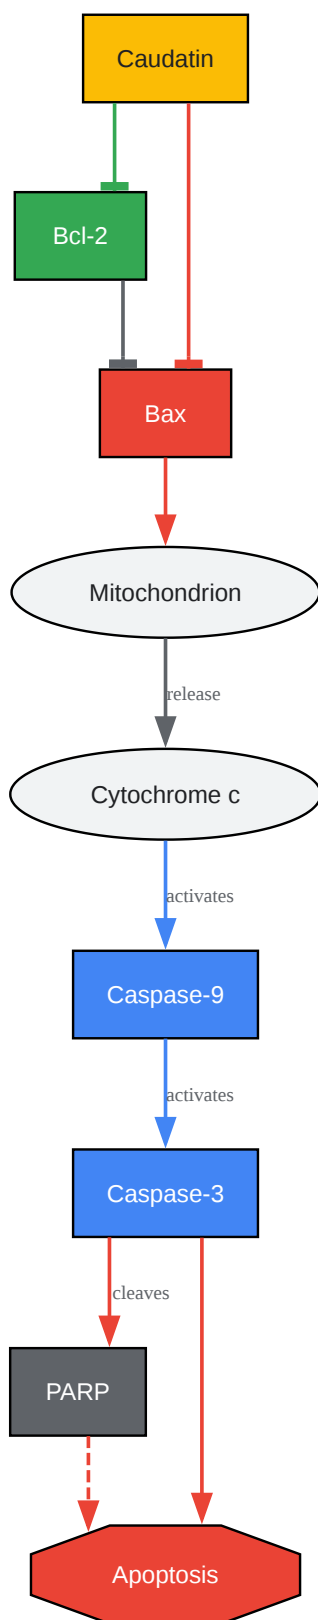 Caudatin
Bcl-2
Bax
Mitochondrion
release
Cytochrome c
activates
Caspase-9
activates
Caspase-3
cleaves
PARP
Apoptosis